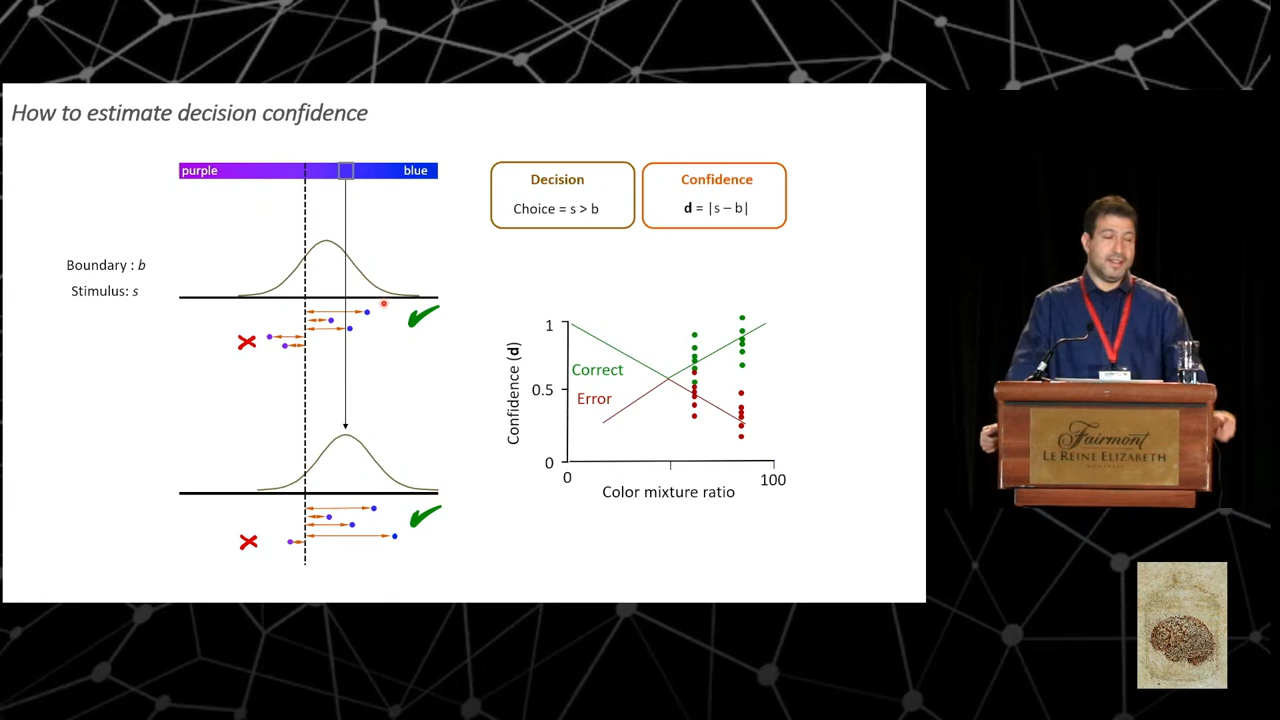 How to estimate decision confidence
purple
blue
Decision
Choice = s > b
Confidence
d = |s – b|
Boundary : b
Stimulus: s
1
0.5
0
Confidence (d)
Correct
Error
0
100
Color mixture ratio
Fairmont
LE REINE ELIZABETH
MONTREAL